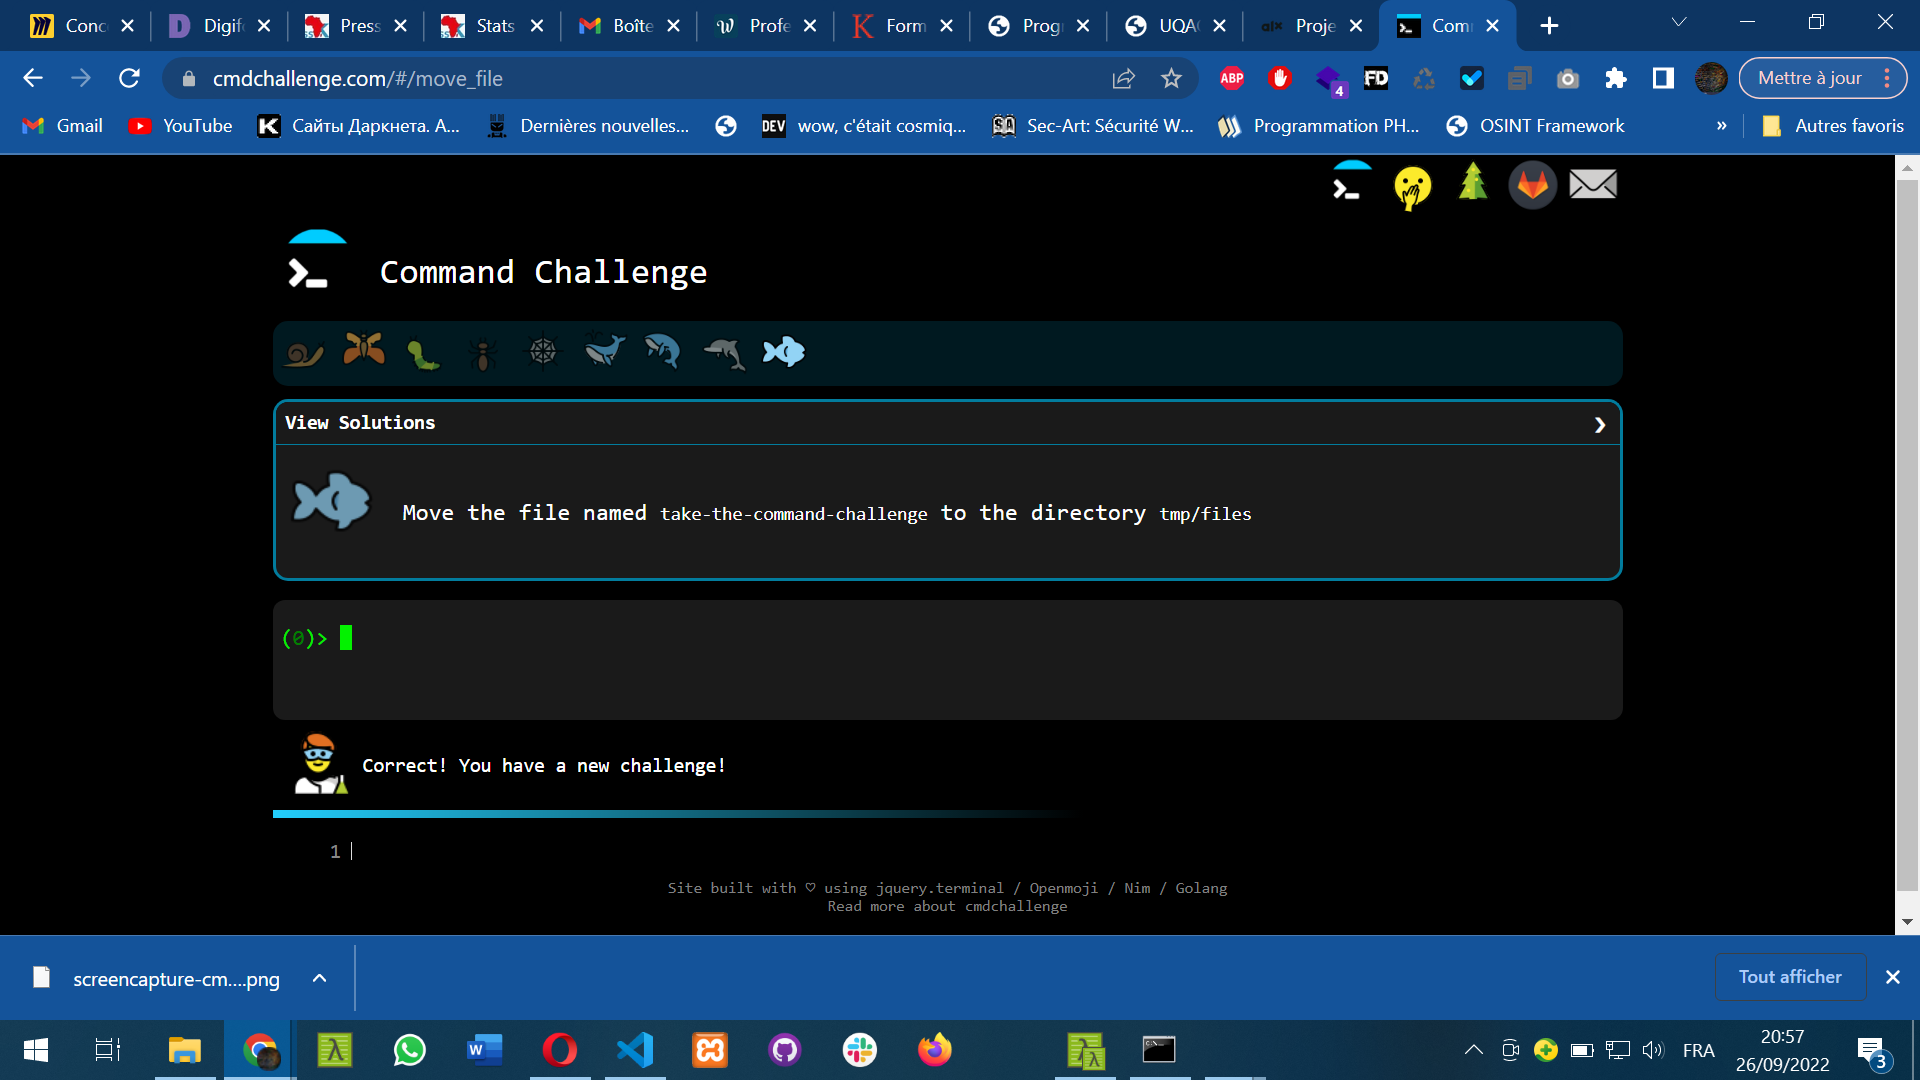 Conc
Digif
Press
Stats
Boîte
Profe
Form
Progr
UQA
Proje
Com
cmdchallenge.com/#/move_file
ABP
4
FD
Mettre à jour
Gmail
YouTube
Сайты Даркнета. A...
Dernières nouvelles...
DEV
wow, c'était cosmiq...
Sec-Art: Sécurité W...
Programmation PH...
OSINT Framework
»
Autres favoris
Command Challenge
View Solutions
Move the file named take-the-command-challenge to the directory tmp/files
(0)>
Correct! You have a new challenge!
1
Site built with ♡ using jquery.terminal / Openmoji / Nim / Golang
Read more about cmdchallenge
screencapture-cm....png
Tout afficher
FRA
20:57
26/09/2022
3